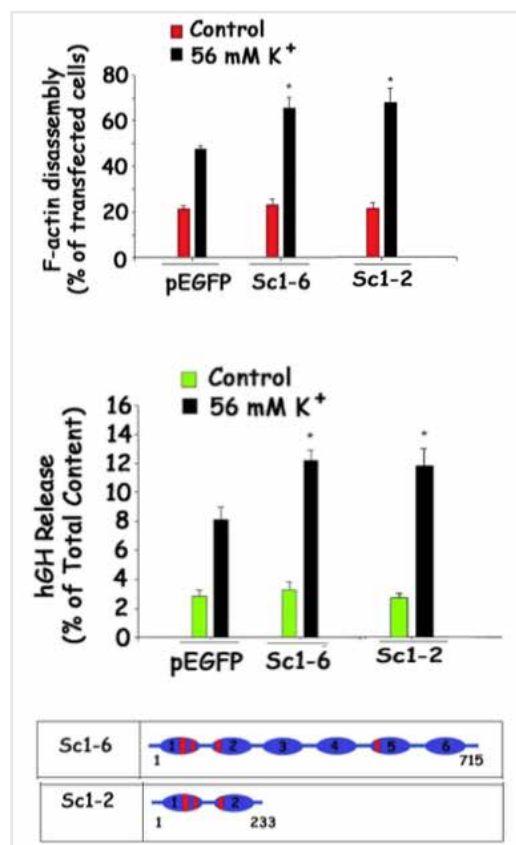 Control
56 mM K+
F-actin disassembly
(% of transfected cells)
80
60
40
20
0
* *
pEGFP Sc1-6 Sc1-2
Control
56 mM K+
hGH Release
(% of Total Content)
16
14
12
10
8
6
4
2
0
* *
pEGFP Sc1-6 Sc1-2
Sc1-6
1 2 3 4 5 6
1 715
Sc1-2
1 2
1 233